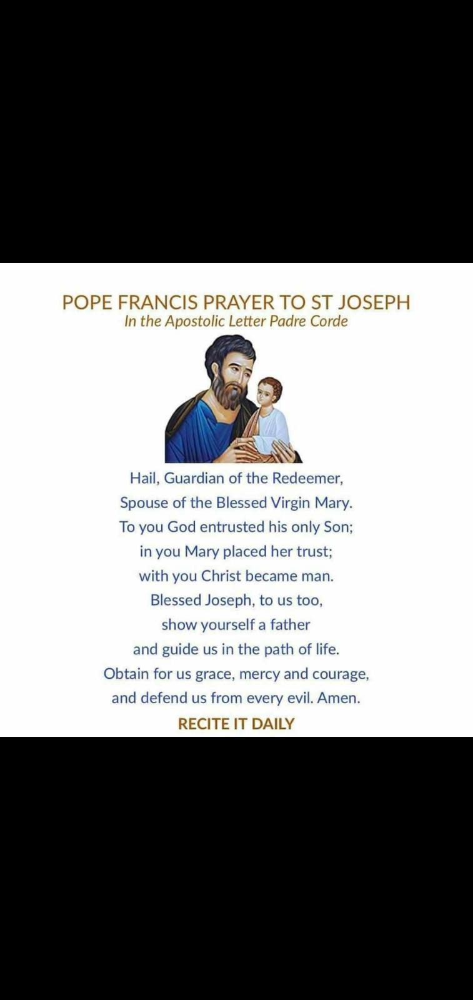 POPE FRANCIS PRAYER TO ST JOSEPH
In the Apostolic Letter Padre Corde
Hail, Guardian of the Redeemer,
Spouse of the Blessed Virgin Mary.
To you God entrusted his only Son;
in you Mary placed her trust;
with you Christ became man.
Blessed Joseph, to us too,
show yourself a father
and guide us in the path of life.
Obtain for us grace, mercy and courage,
and defend us from every evil. Amen.
RECITE IT DAILY